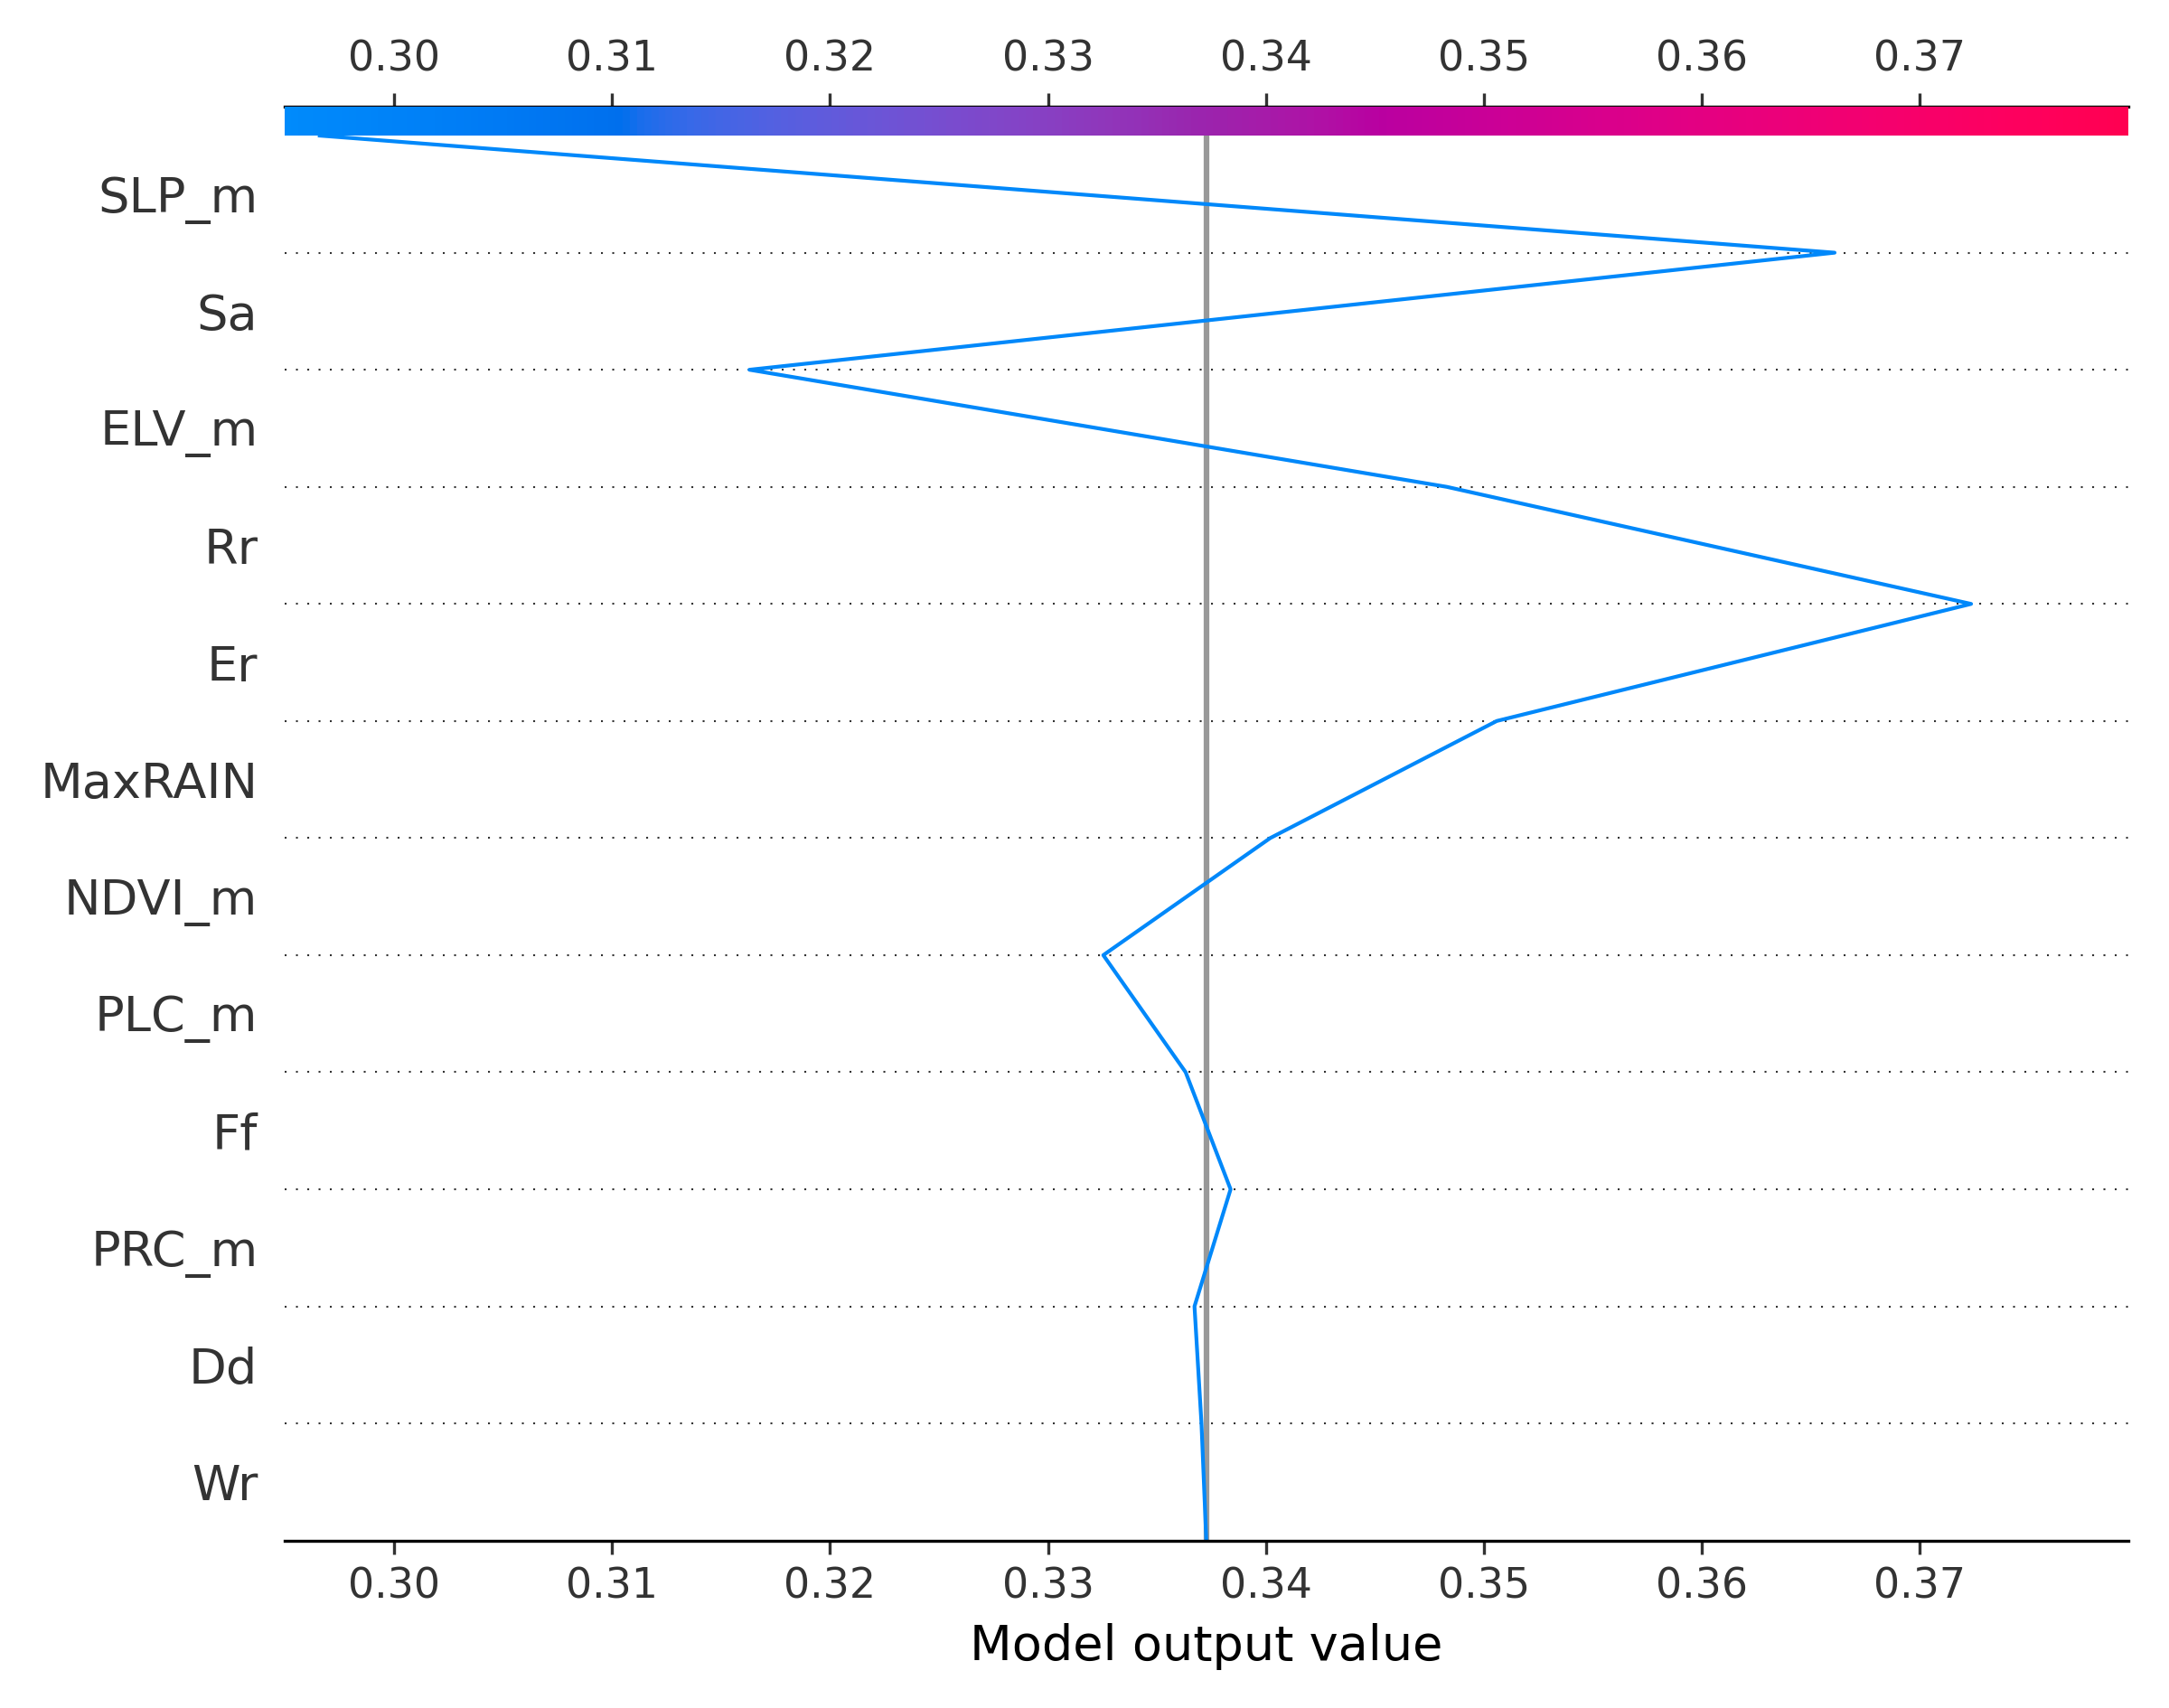 0.30 0.31 0.32 0.33 0.34 0.35 0.36 0.37
SLP_m
Sa
ELV_m
Rr
Er
MaxRAIN
NDVI_m
PLC_m
Ff
PRC_m
Dd
Wr
0.30 0.31 0.32 0.33 0.34 0.35 0.36 0.37
Model output value